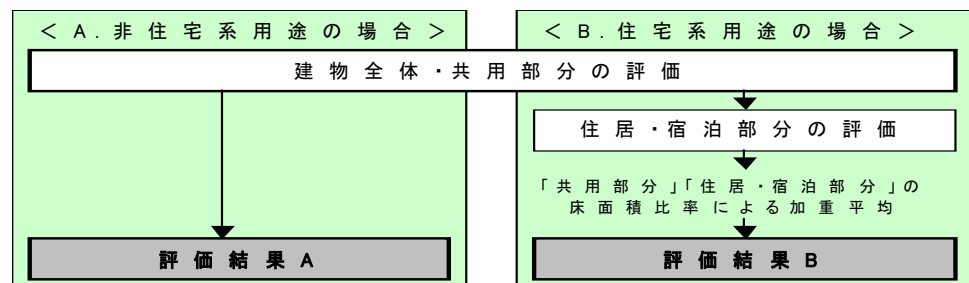 ＜A．非住宅系用途の場合＞
＜B．住宅系用途の場合＞
建物全体・共用部分の評価
住居・宿泊部分の評価
「共用部分」「住居・宿泊部分」の
床面積比率による加重平均
評価結果A
評価結果B